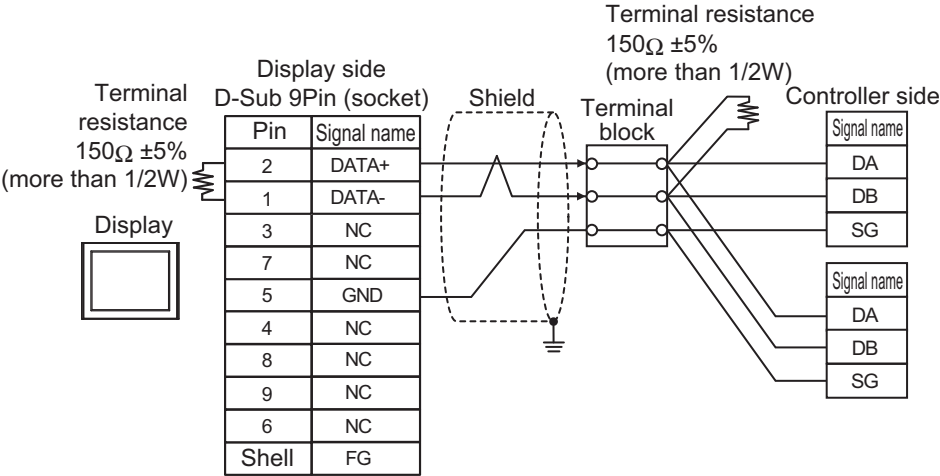 Terminal resistance
150Ω ±5%
(more than 1/2W)
Display side
D-Sub 9Pin (socket)
Terminal
resistance
150Ω ±5%
(more than 1/2W)
Display
Shield
Terminal
block
Controller side
Pin Signal name
2 DATA+
1 DATA-
3 NC
7 NC
5 GND
4 NC
8 NC
9 NC
6 NC
Shell FG
Signal name
DA
DB
SG
Signal name
DA
DB
SG